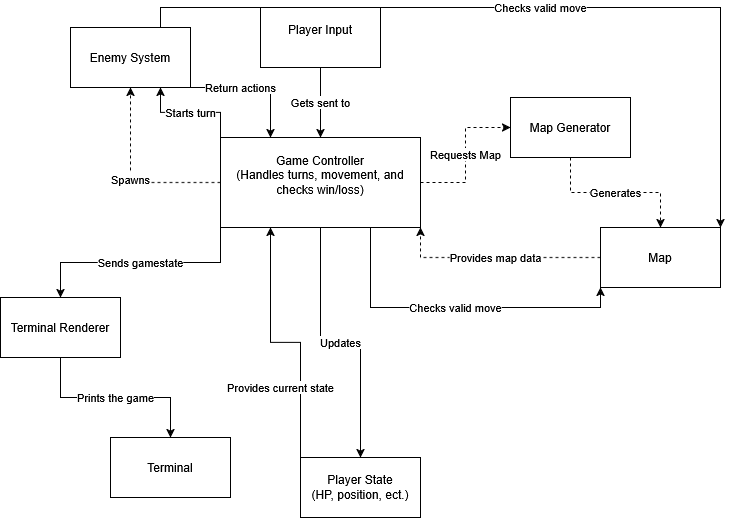 Checks valid move
Player Input
Enemy System
Return actions
Gets sent to
Starts turn
Map Generator
Requests Map
Game Controller
(Handles turns, movement, and
checks win/loss)
Spawns
Generates
Sends gamestate
Provides map data
Map
Checks valid move
Terminal Renderer
Updates
Provides current state
Prints the game
Terminal
Player State
(HP, position, ect.)